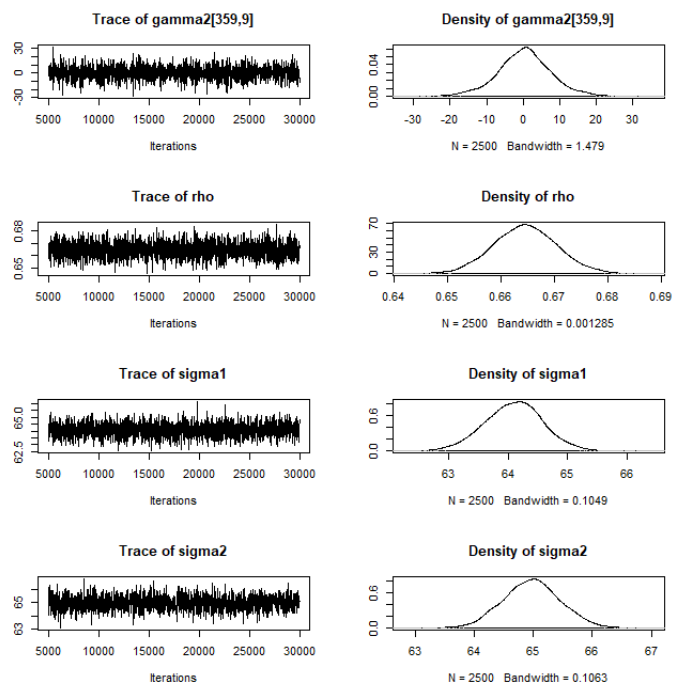 Trace of gamma2[359,9]
30
0
-30
5000 10000 15000 20000 25000 30000
Iterations
Density of gamma2[359,9]
0.04
0.00
-30 -20 -10 0 10 20 30
N = 2500 Bandwidth = 1.479
Trace of rho
0.68
0.65
5000 10000 15000 20000 25000 30000
Iterations
Density of rho
70
30
0
0.64 0.65 0.66 0.67 0.68 0.69
N = 2500 Bandwidth = 0.001285
Trace of sigma1
65.0
62.5
5000 10000 15000 20000 25000 30000
Iterations
Density of sigma1
0.6
0.0
63 64 65 66
N = 2500 Bandwidth = 0.1049
Trace of sigma2
65
63
5000 10000 15000 20000 25000 30000
Iterations
Density of sigma2
0.6
0.0
63 64 65 66 67
N = 2500 Bandwidth = 0.1063